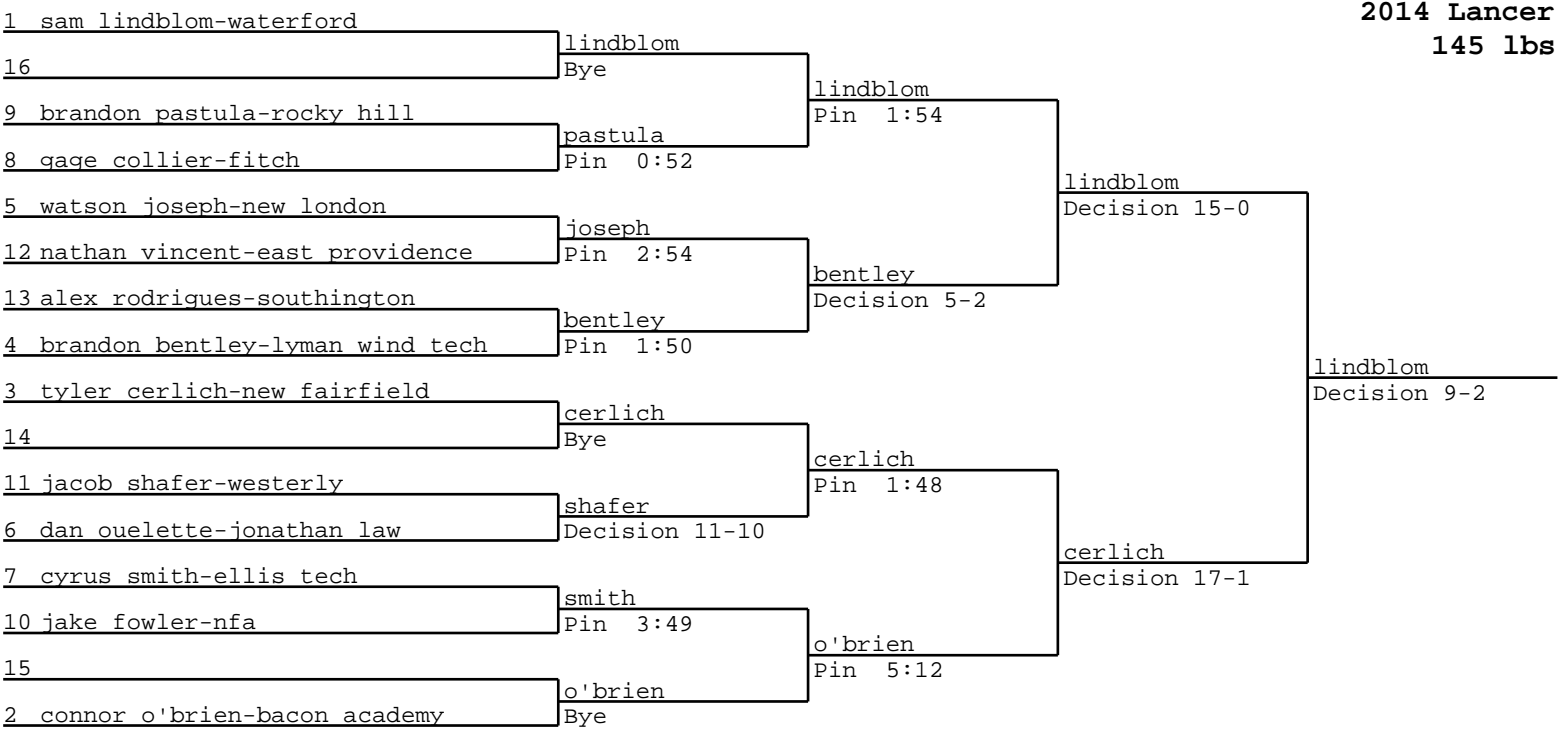 2014 Lancer
145 lbs
1 sam lindblom-waterford
16
9 brandon pastula-rocky hill
8 gage collier-fitch
5 watson joseph-new london
12 nathan vincent-east providence
13 alex rodrigues-southington
4 brandon bentley-lyman wind tech
3 tyler cerlich-new fairfield
14
11 jacob shafer-westerly
6 dan ouelette-jonathan law
7 cyrus smith-ellis tech
10 jake fowler-nfa
15
2 connor o'brien-bacon academy
lindblom
Bye
pastula
Pin 0:52
joseph
Pin 2:54
bentley
Pin 1:50
cerlich
Bye
shafer
Decision 11-10
smith
Pin 3:49
o'brien
Bye
lindblom
Pin 1:54
bentley
Decision 5-2
cerlich
Pin 1:48
o'brien
Pin 5:12
lindblom
Decision 15-0
cerlich
Decision 17-1
lindblom
Decision 9-2